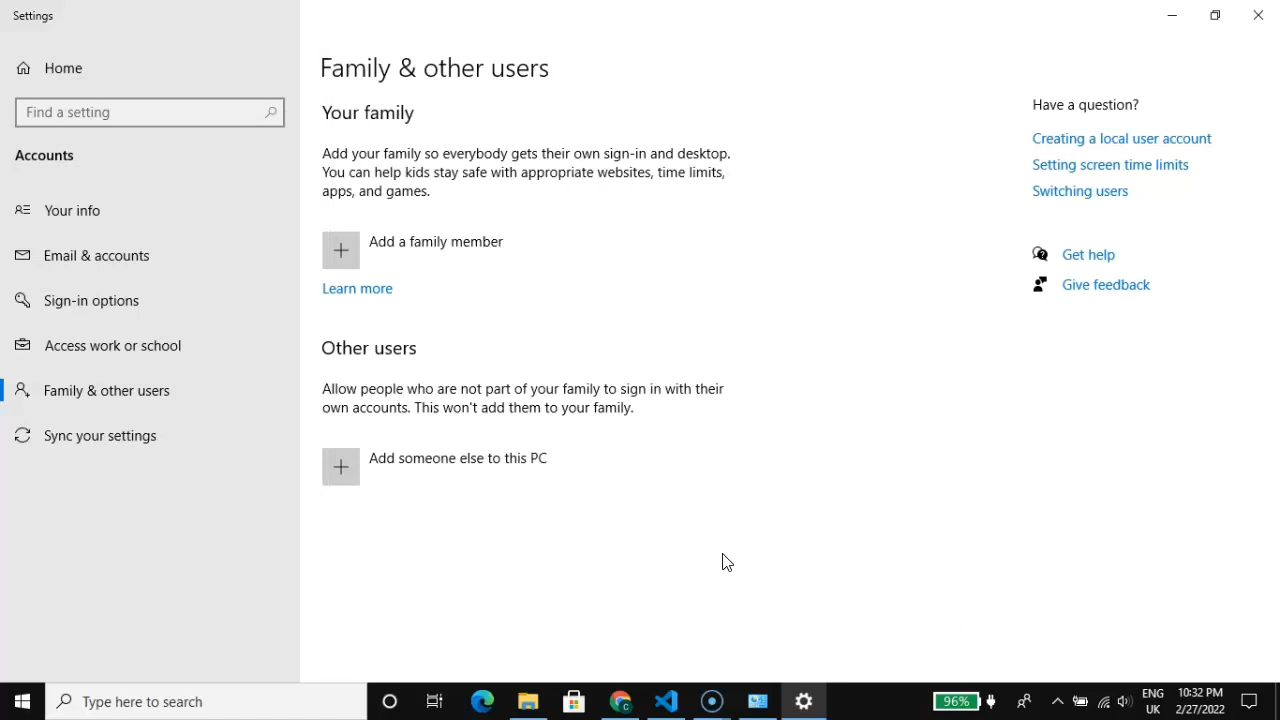 Settings
Home
Find a setting
Accounts
Your info
Email & accounts
Sign-in options
Access work or school
Family & other users
Sync your settings
Family & other users
Your family
Add your family so everybody gets their own sign-in and desktop.
You can help kids stay safe with appropriate websites, time limits,
apps, and games.
Add a family member
Learn more
Other users
Allow people who are not part of your family to sign in with their
own accounts. This won't add them to your family.
Add someone else to this PC
Have a question?
Creating a local user account
Setting screen time limits
Switching users
Get help
Give feedback
Type here to search
C
96%
ENG
UK
10:32 PM
2/27/2022